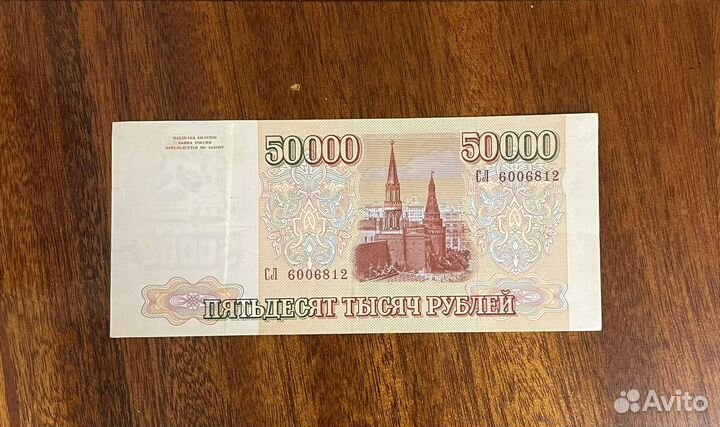 ПОДДЕЛКА БИЛЕТОВ
БАНКА РОССИИ
ПРЕСЛЕДУЕТСЯ ПО ЗАКОНУ
50000
50000
СЛ 6006812
СЛ 6006812
ПЯТЬДЕСЯТ ТЫСЯЧ РУБЛЕЙ
Avito